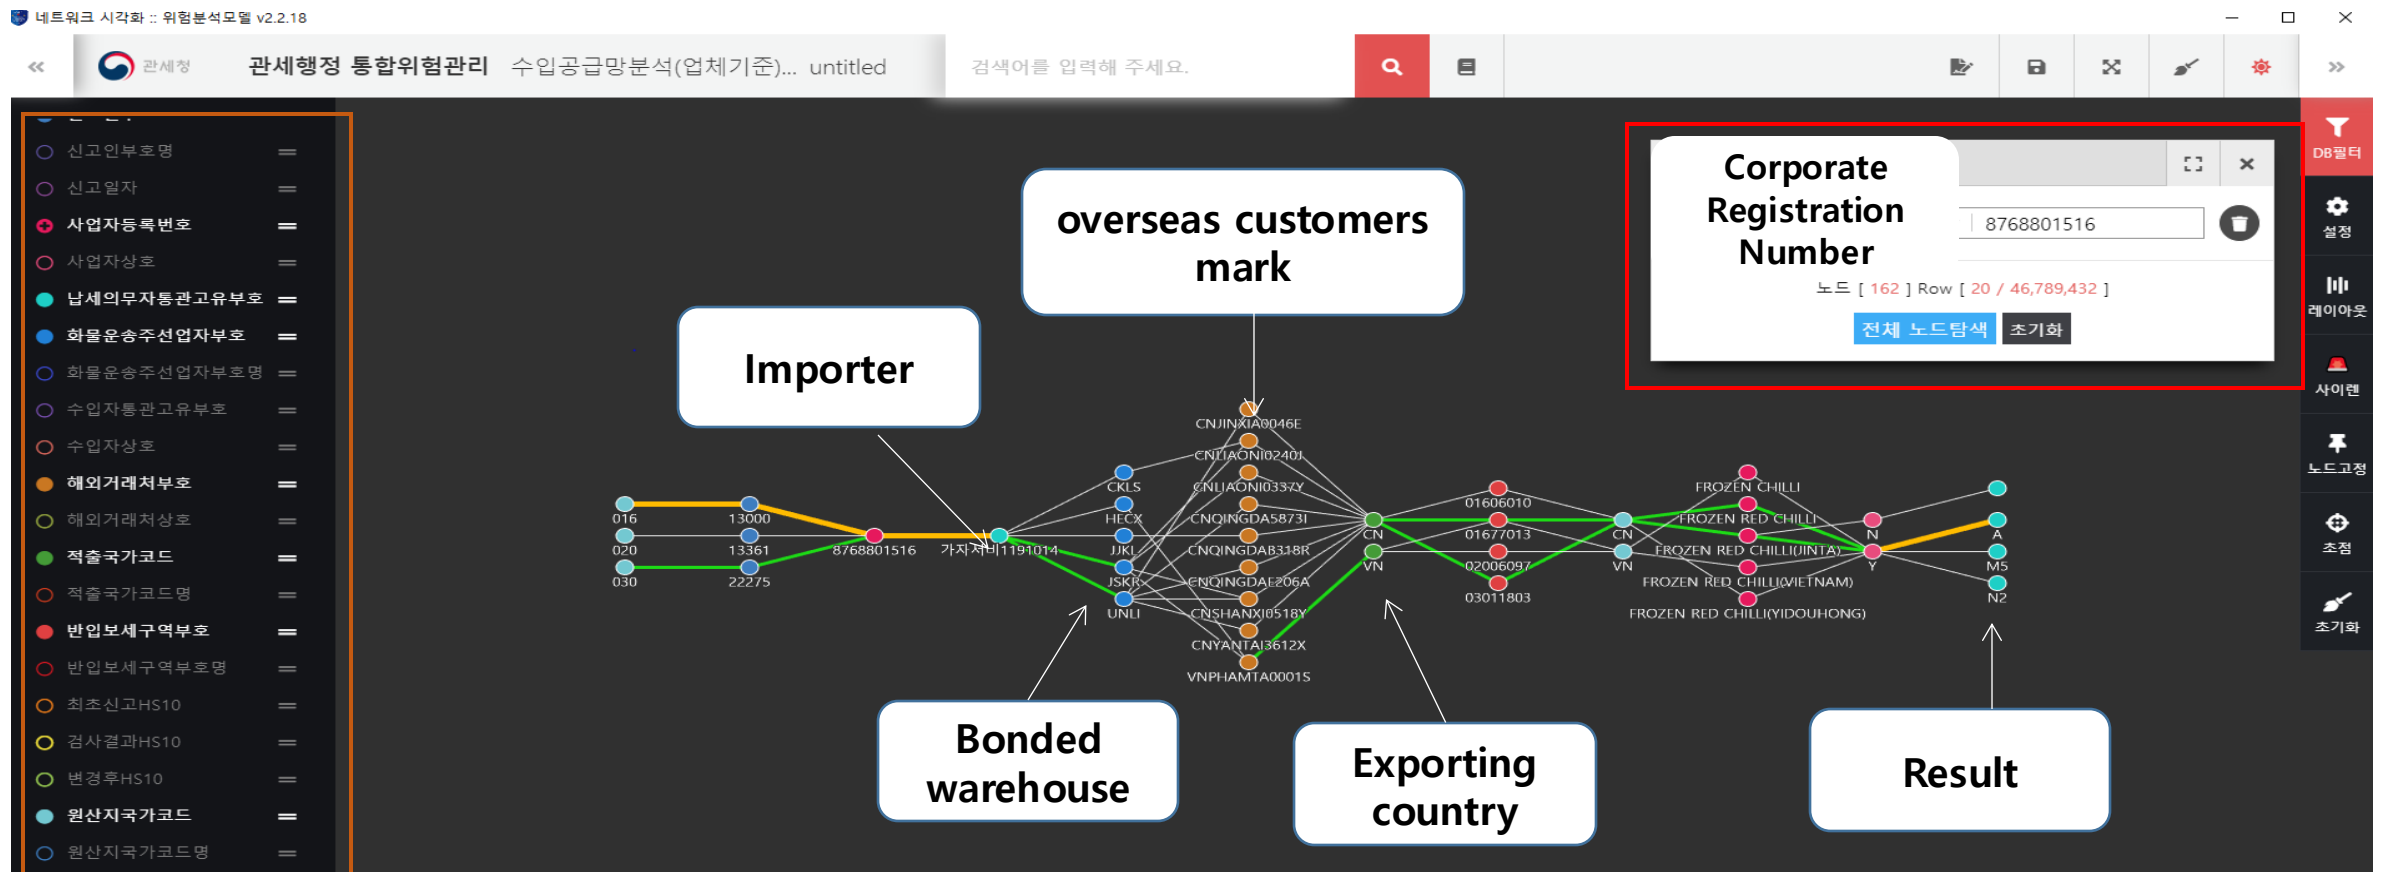 네트워크 시각화 :: 위험분석모델 v2.2.18
관세청
관세행정 통합위험관리 수입공급망분석(업체기준)... untitled
검색어를 입력해 주세요.
신고인부호명
신고일자
사업자등록번호
사업자상호
납세의무자통관고유부호
화물운송주선업자부호
화물운송주선업자부호명
수입자통관고유부호
수입자상호
해외거래처부호
해외거래처상호
적출국가코드
적출국가코드명
반입보세구역부호
반입보세구역부호명
최초신고HS10
검사결과HS10
변경후HS10
원산지국가코드
원산지국가코드명
overseas customers
mark
Importer
Bonded
warehouse
Exporting
country
Result
Corporate
Registration
Number
8768801516
노드 [ 162 ] Row [ 20 / 46,789,432 ]
전체 노드탐색
초기화
DB필터
설정
레이아웃
사이렌
노드고정
초점
초기화
016
020
030
13000
13361
22275
8768801516
CKLS
HECX
JJKL
JSKR
UNLI
CNJINXIA0046E
CNLIAONI0240J
CNLIAONI0337Y
CNQINGDA5873I
CNQINGDAB318R
CNQINGDAE206A
CNSHANXI0518Y
CNYANTAI3612X
VNPHAMTA0001S
CN
VN
01606010
01677013
02006097
03011803
CN
VN
FROZEN CHILLI
FROZEN RED CHILLI
FROZEN RED CHILLI(JINTA)
FROZEN RED CHILLI(VIETNAM)
FROZEN RED CHILLI(YIDOUHONG)
N
Y
A
M5
N2